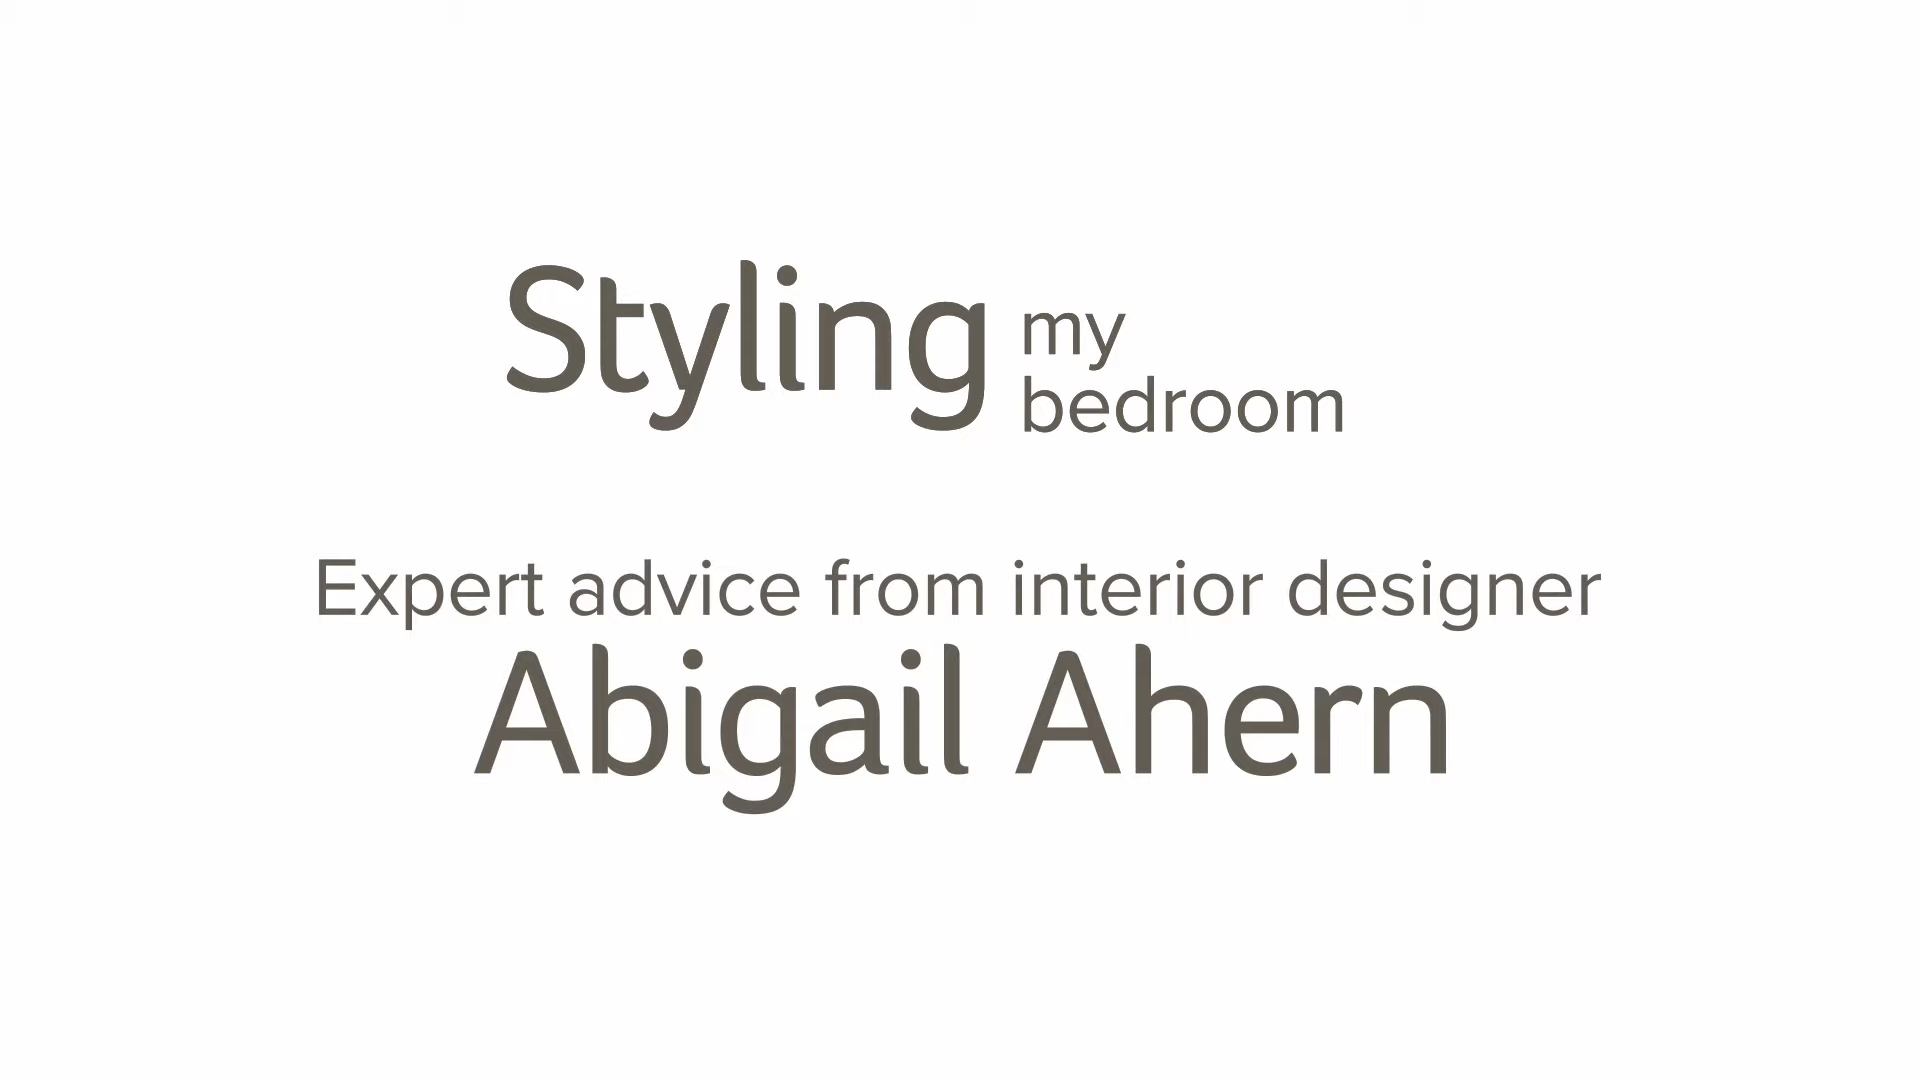 Styling my
bedroom
Expert advice from interior designer
Abigail Ahern